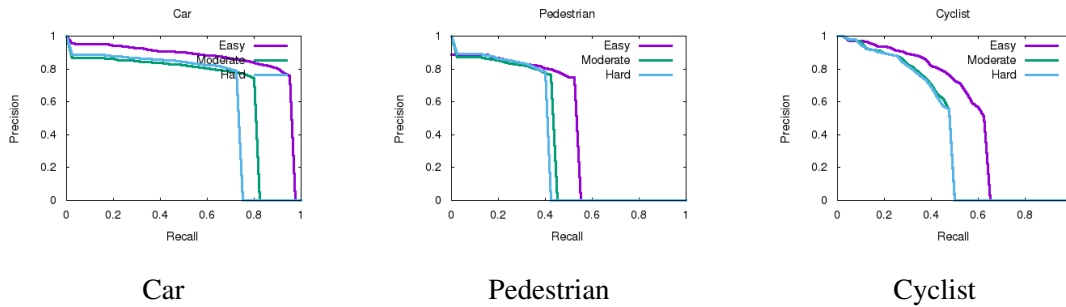 Car
Precision
1
0.8
0.6
0.4
0.2
0
0 0.2 0.4 0.6 0.8 1
Recall
Easy
Moderate
Hard
Pedestrian
Precision
1
0.8
0.6
0.4
0.2
0
0 0.2 0.4 0.6 0.8 1
Recall
Easy
Moderate
Hard
Cyclist
Precision
1
0.8
0.6
0.4
0.2
0
0 0.2 0.4 0.6 0.8
Recall
Easy
Moderate
Hard
Car Pedestrian Cyclist